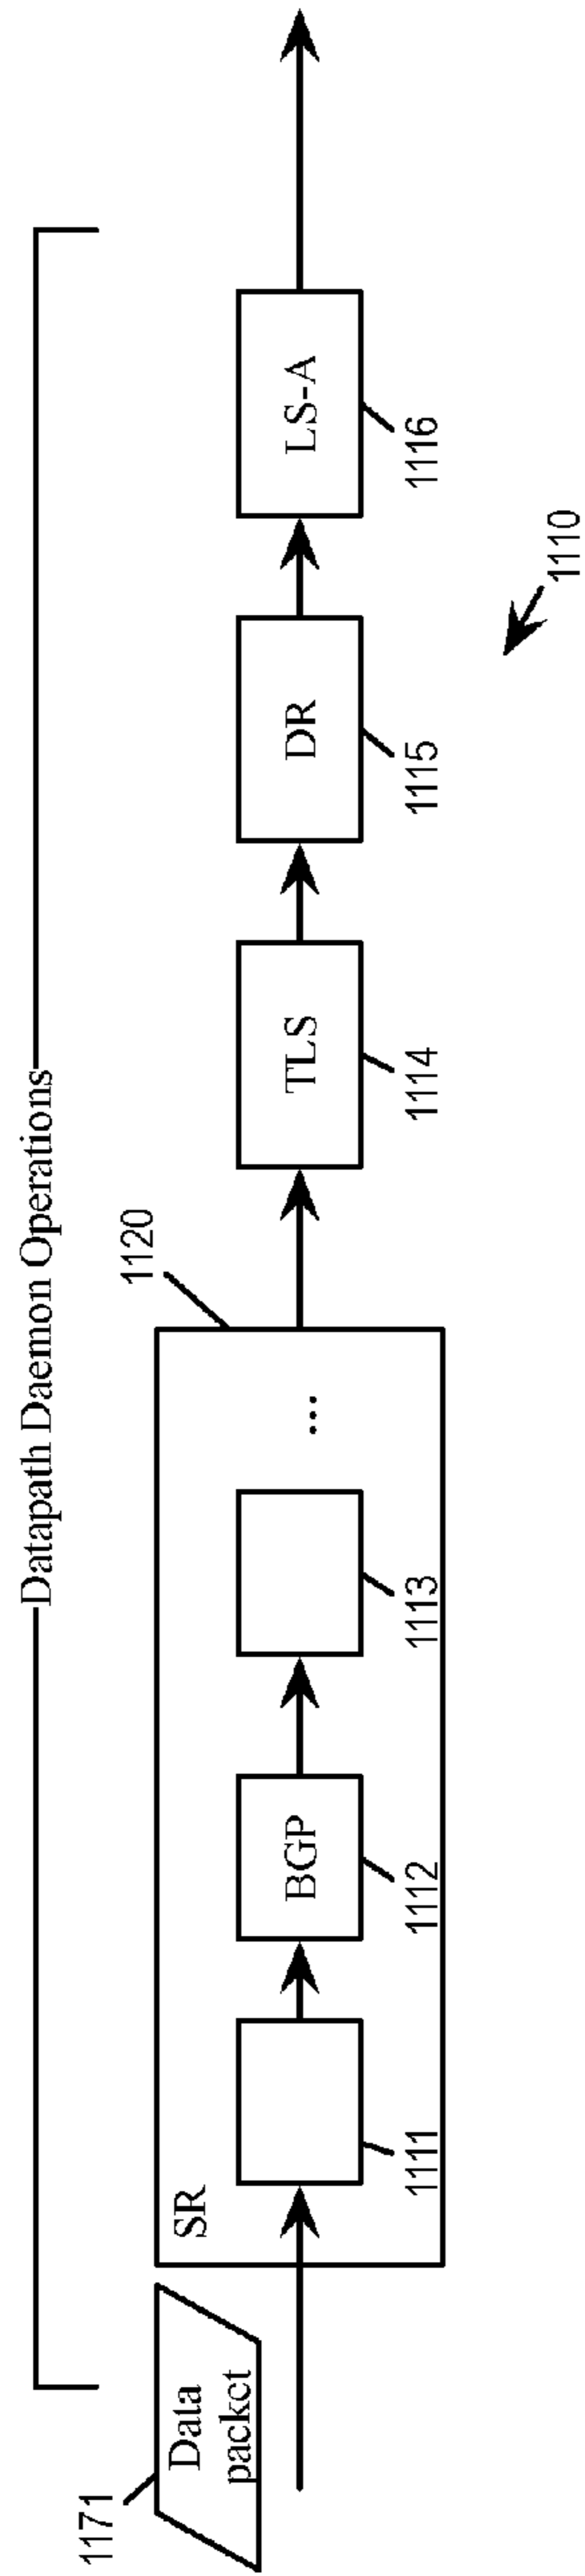 Datapath Daemon Operations
1171
Data
packet
SR
1120
BGP
...
TLS
DR
LS-A
1111
1112
1113
1114
1115
1116
1110